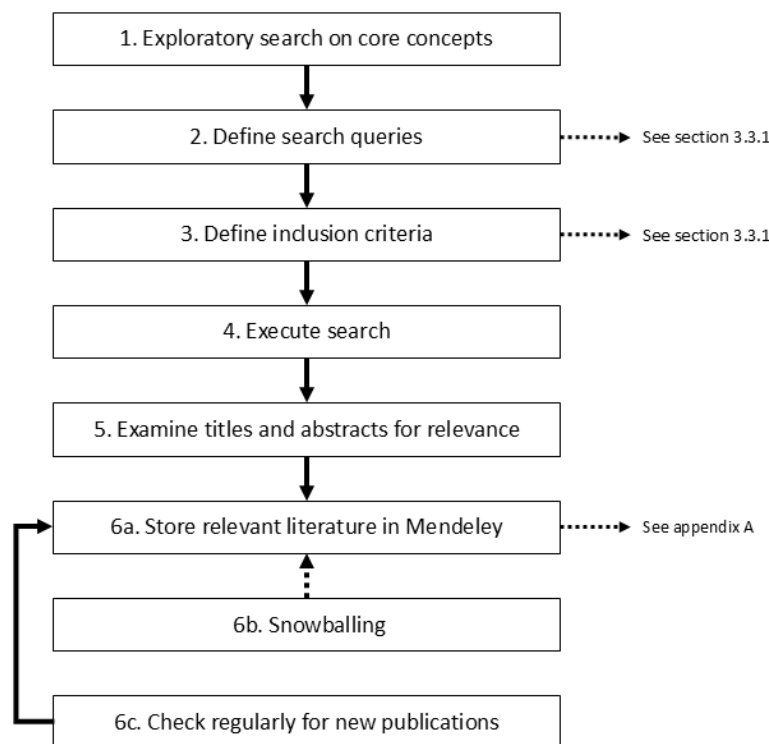 1. Exploratory search on core concepts
2. Define search queries
See section 3.3.1
3. Define inclusion criteria
See section 3.3.1
4. Execute search
5. Examine titles and abstracts for relevance
6a. Store relevant literature in Mendeley
See appendix A
6b. Snowballing
6c. Check regularly for new publications